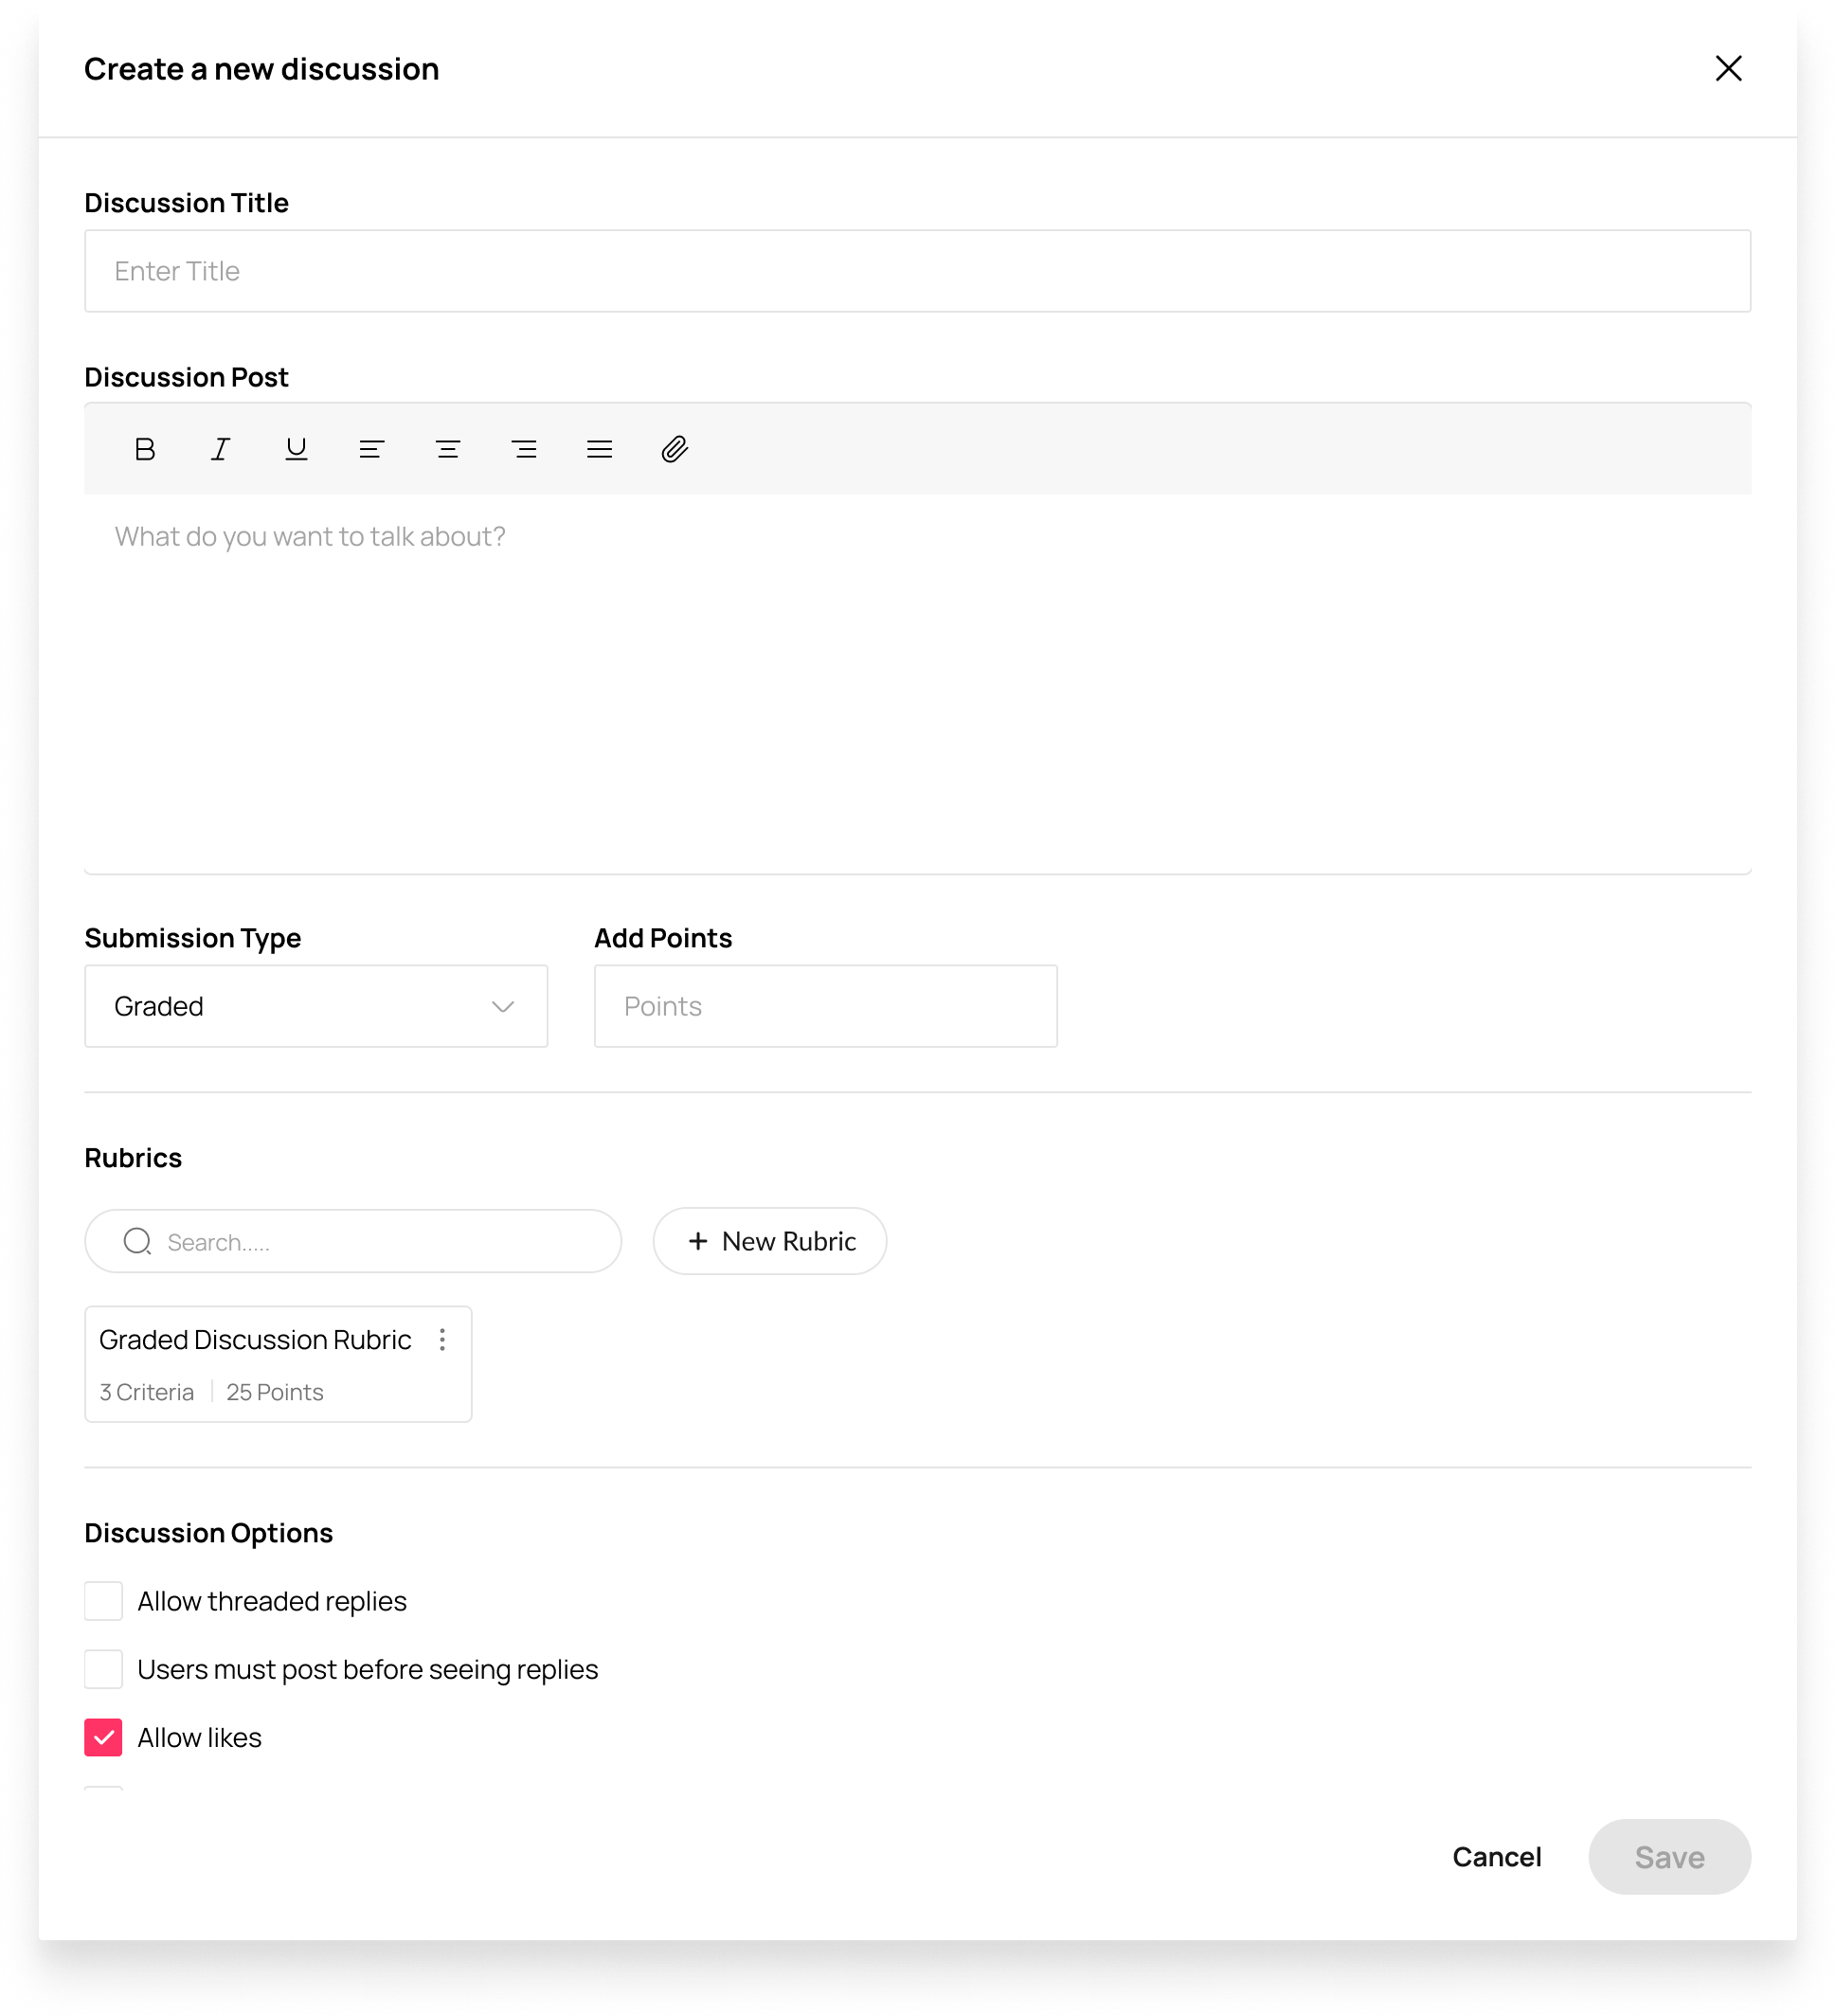 Create a new discussion
Discussion Title
Enter Title
Discussion Post
B I U
What do you want to talk about?
Submission Type Add Points
Graded Points
Rubrics
Search..... + New Rubric
Graded Discussion Rubric
3 Criteria | 25 Points
Discussion Options
Allow threaded replies
Users must post before seeing replies
Allow likes
Cancel Save